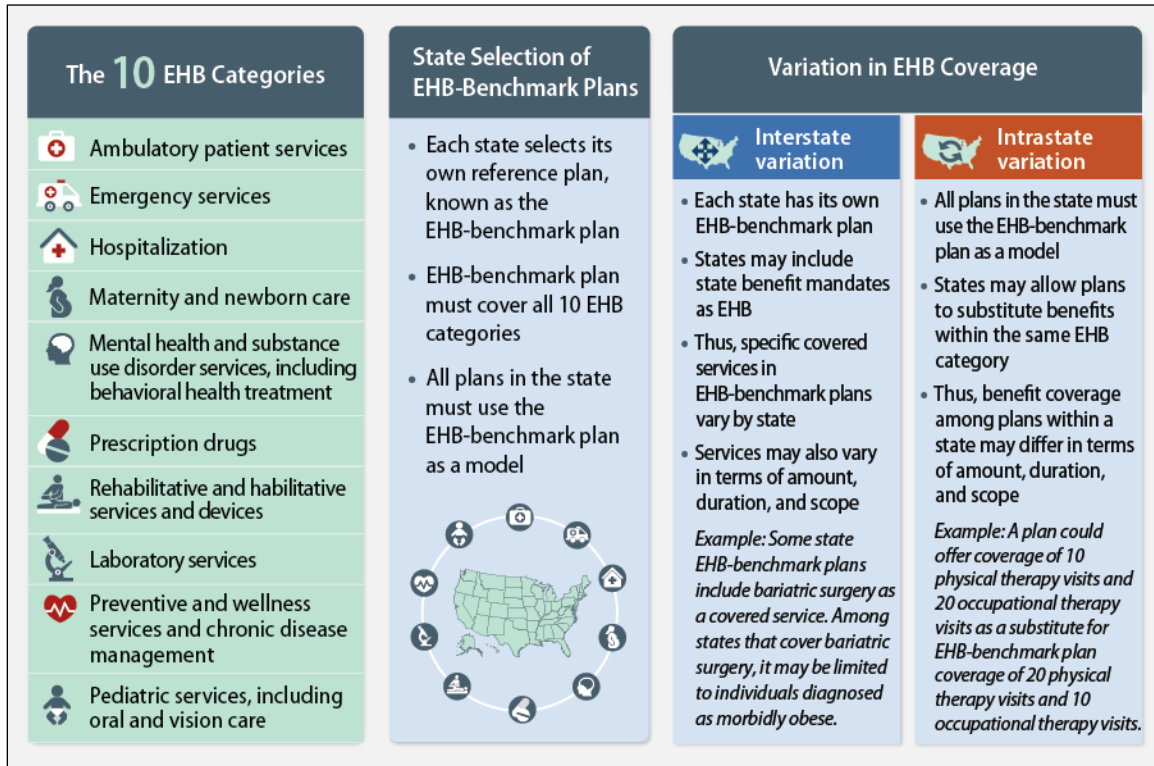 The 10 EHB Categories
Ambulatory patient services
Emergency services
Hospitalization
Maternity and newborn care
Mental health and substance
use disorder services, including
behavioral health treatment
Prescription drugs
Rehabilitative and habilitative
services and devices
Laboratory services
Preventive and wellness
services and chronic disease
management
Pediatric services, including
oral and vision care
State Selection of
EHB-Benchmark Plans
• Each state selects its
own reference plan,
known as the
EHB-benchmark plan
• EHB-benchmark plan
must cover all 10 EHB
categories
• All plans in the state
must use the
EHB-benchmark plan
as a model
Variation in EHB Coverage
Interstate
variation
• Each state has its own
EHB-benchmark plan
• States may include
state benefit mandates
as EHB
• Thus, specific covered
services in
EHB-benchmark plans
vary by state
• Services may also vary
in terms of amount,
duration, and scope
Example: Some state
EHB-benchmark plans
include bariatric surgery as
a covered service. Among
states that cover bariatric
surgery, it may be limited
to individuals diagnosed
as morbidly obese.
Intrastate
variation
• All plans in the state must
use the EHB-benchmark
plan as a model
• States may allow plans
to substitute benefits
within the same EHB
category
• Thus, benefit coverage
among plans within a
state may differ in terms
of amount, duration,
and scope
Example: A plan could
offer coverage of 10
physical therapy visits and
20 occupational therapy
visits as a substitute for
EHB-benchmark plan
coverage of 20 physical
therapy visits and 10
occupational therapy visits.